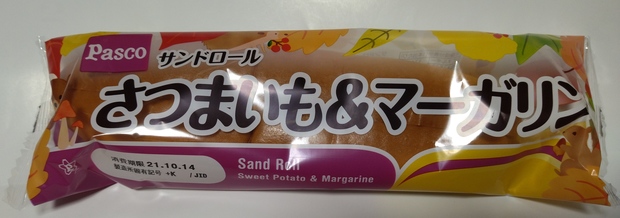 Pasco
サンドロール
さつまいも&マーガリン
消費期限 21.10.14
製造所固有記号 +K / JID
Sand Roll
Sweet Potato & Margarine